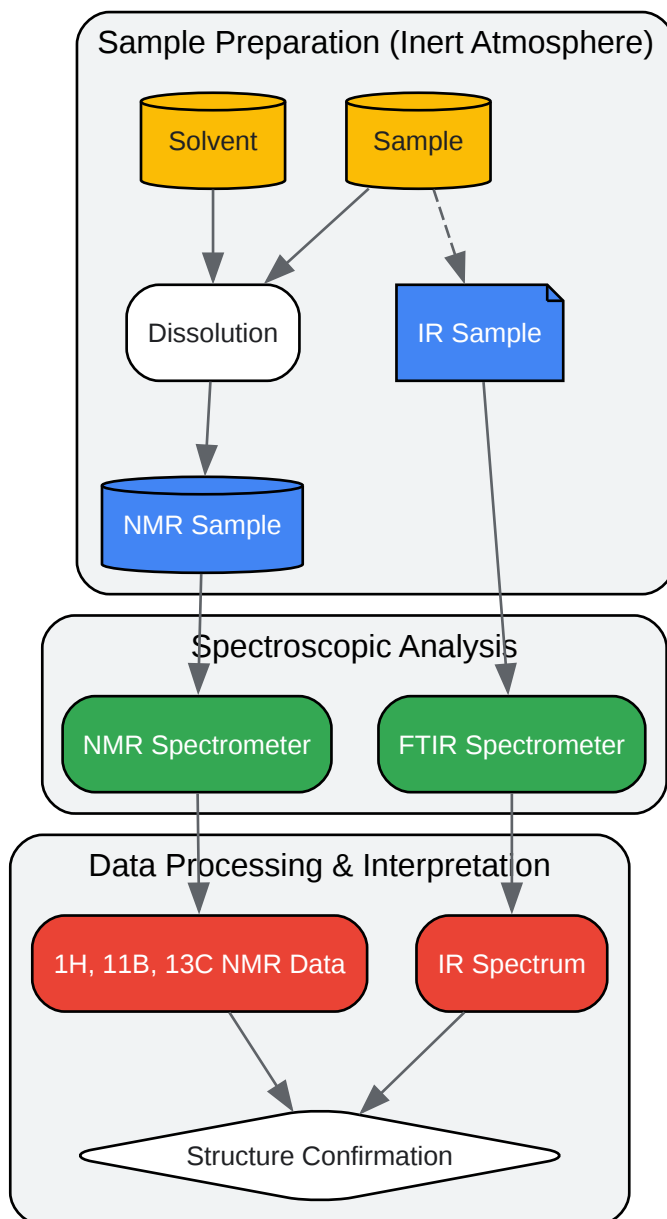 Sample Preparation (Inert Atmosphere)
Solvent
Sample
Dissolution
IR Sample
NMR Sample
Spectroscopic Analysis
NMR Spectrometer
FTIR Spectrometer
Data Processing & Interpretation
1H, 11B, 13C NMR Data
IR Spectrum
Structure Confirmation